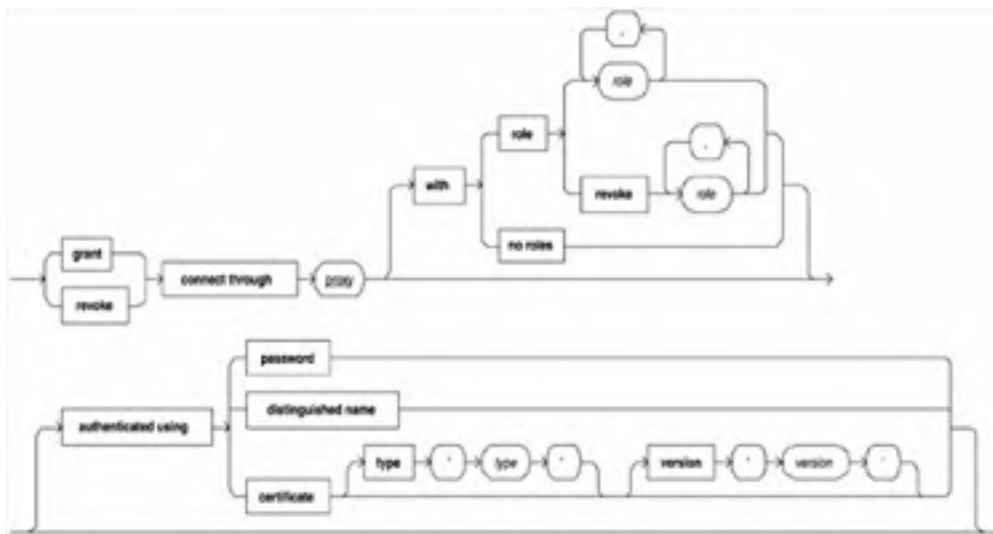 ,
role
role
,
with
revoke
role
no roles
grant
connect through
proxy
revoke
password
distinguished name
authenticated using
type ' type ' version ' version '
certificate